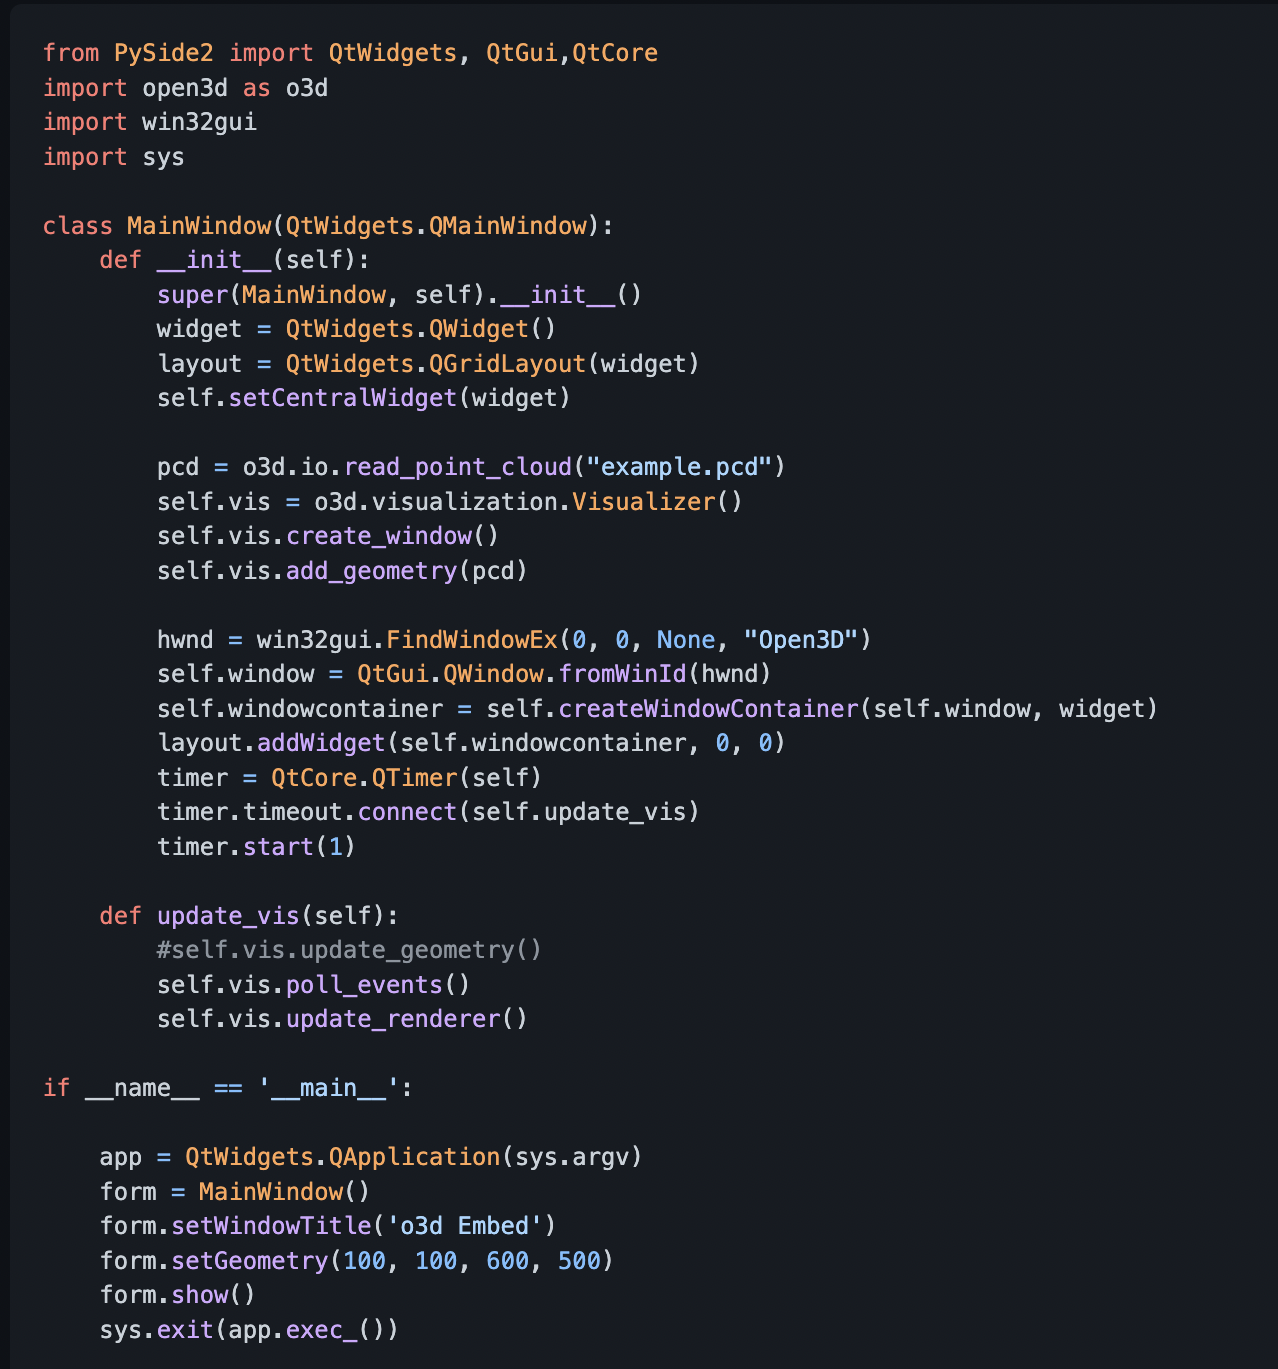 from PySide2 import QtWidgets, QtGui,QtCore
import open3d as o3d
import win32gui
import sys

class MainWindow(QtWidgets.QMainWindow):
    def __init__(self):
        super(MainWindow, self).__init__()
        widget = QtWidgets.QWidget()
        layout = QtWidgets.QGridLayout(widget)
        self.setCentralWidget(widget)

        pcd = o3d.io.read_point_cloud("example.pcd")
        self.vis = o3d.visualization.Visualizer()
        self.vis.create_window()
        self.vis.add_geometry(pcd)

        hwnd = win32gui.FindWindowEx(0, 0, None, "Open3D")
        self.window = QtGui.QWindow.fromWinId(hwnd)
        self.windowcontainer = self.createWindowContainer(self.window, widget)
        layout.addWidget(self.windowcontainer, 0, 0)
        timer = QtCore.QTimer(self)
        timer.timeout.connect(self.update_vis)
        timer.start(1)

    def update_vis(self):
        #self.vis.update_geometry()
        self.vis.poll_events()
        self.vis.update_renderer()

if __name__ == '__main__':

    app = QtWidgets.QApplication(sys.argv)
    form = MainWindow()
    form.setWindowTitle('o3d Embed')
    form.setGeometry(100, 100, 600, 500)
    form.show()
    sys.exit(app.exec_())